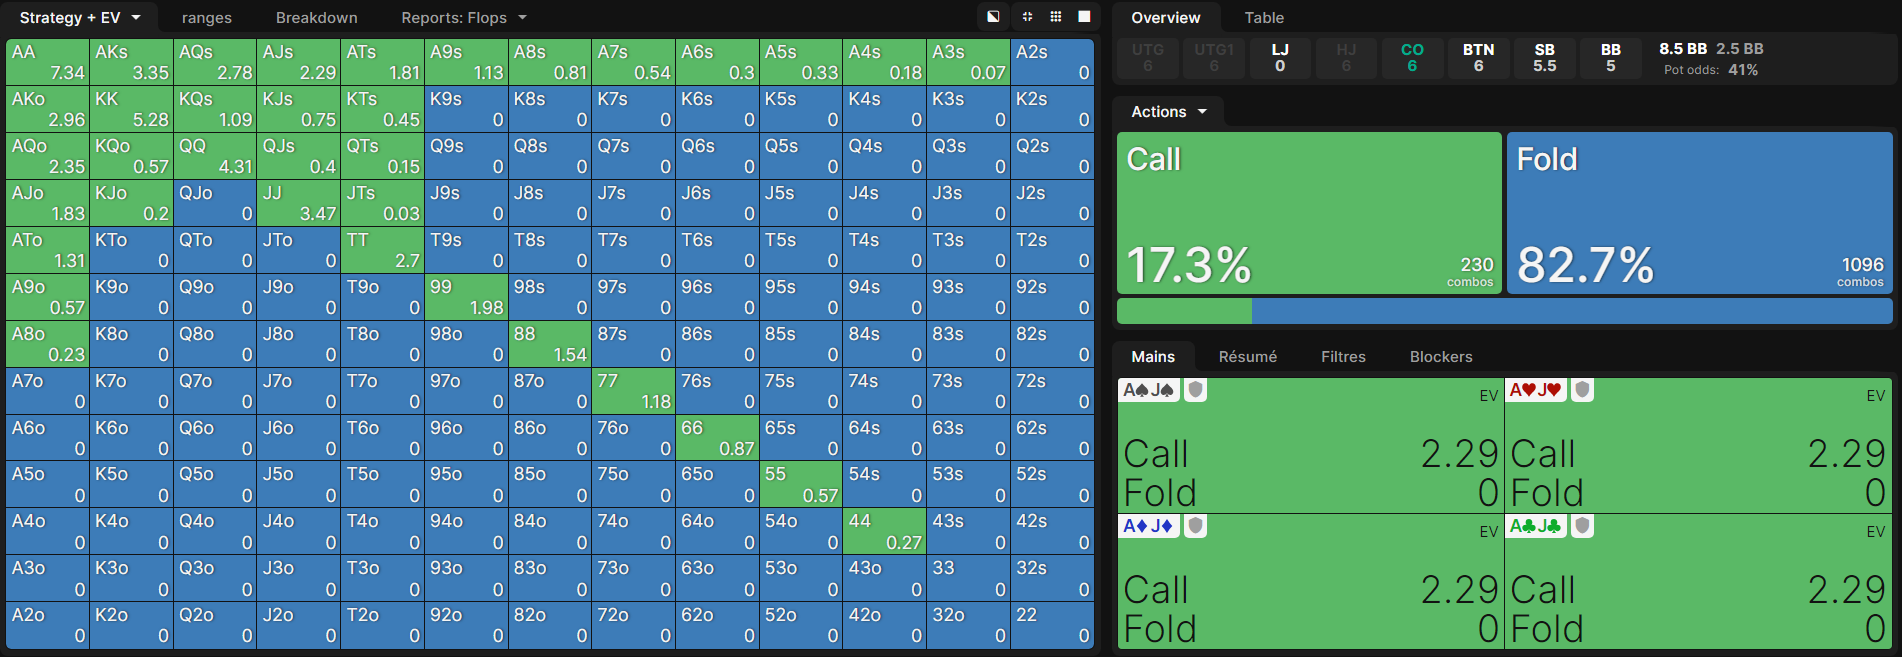 Strategy + EV ranges Breakdown Reports: Flops
AA AKs AQs AJs ATs A9s A8s A7s A6s A5s A4s A3s A2s
7.34 3.35 2.78 2.29 1.81 1.13 0.81 0.54 0.3 0.33 0.18 0.07 0
AKo KK KQs KJs KTs K9s K8s K7s K6s K5s K4s K3s K2s
2.96 5.28 1.09 0.75 0.45 0 0 0 0 0 0 0 0
AQo KQo QQ QJs QTs Q9s Q8s Q7s Q6s Q5s Q4s Q3s Q2s
2.35 0.57 4.31 0.4 0.15 0 0 0 0 0 0 0 0
AJo KJo QJo JJ JTs J9s J8s J7s J6s J5s J4s J3s J2s
1.83 0.2 0 3.47 0.03 0 0 0 0 0 0 0 0
ATo KTo QTo JTo TT T9s T8s T7s T6s T5s T4s T3s T2s
1.31 0 0 0 2.7 0 0 0 0 0 0 0 0
A9o K9o Q9o J9o T9o 99 98s 97s 96s 95s 94s 93s 92s
0.57 0 0 0 0 1.98 0 0 0 0 0 0 0
A8o K8o Q8o J8o T8o 98o 88 87s 86s 85s 84s 83s 82s
0.23 0 0 0 0 0 1.54 0 0 0 0 0 0
A7o K7o Q7o J7o T7o 97o 87o 77 76s 75s 74s 73s 72s
0 0 0 0 0 0 0 1.18 0 0 0 0 0
A6o K6o Q6o J6o T6o 96o 86o 76o 66 65s 64s 63s 62s
0 0 0 0 0 0 0 0 0.87 0 0 0 0
A5o K5o Q5o J5o T5o 95o 85o 75o 65o 55 54s 53s 52s
0 0 0 0 0 0 0 0 0 0.57 0 0 0
A4o K4o Q4o J4o T4o 94o 84o 74o 64o 54o 44 43s 42s
0 0 0 0 0 0 0 0 0 0 0.27 0 0
A3o K3o Q3o J3o T3o 93o 83o 73o 63o 53o 43o 33 32s
0 0 0 0 0 0 0 0 0 0 0 0 0
A2o K2o Q2o J2o T2o 92o 82o 72o 62o 52o 42o 32o 22
0 0 0 0 0 0 0 0 0 0 0 0 0
Overview Table
UTG UTG1 LJ HJ CO BTN SB BB 8.5 BB 2.5 BB
6 6 0 6 6 6 5.5 5 Pot odds: 41%
Actions
Call Fold
17.3% 230 combos 82.7% 1096 combos
Mains Résumé Filtres Blockers
A♠J♠ EV A♥J♥ EV
Call 2.29 Call 2.29
Fold 0 Fold 0
A♦J♦ EV A♣J♣ EV
Call 2.29 Call 2.29
Fold 0 Fold 0